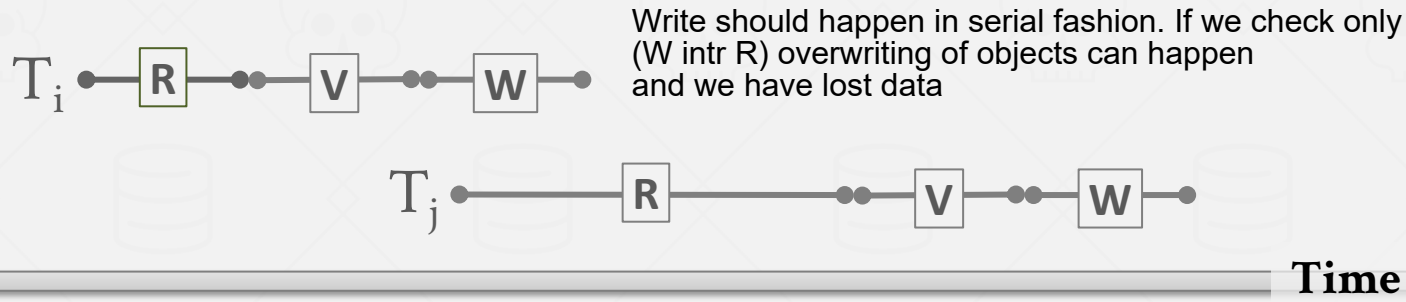 Write should happen in serial fashion. If we check only
(W intr R) overwriting of objects can happen
and we have lost data
Ti R V W
Tj R V W
Time